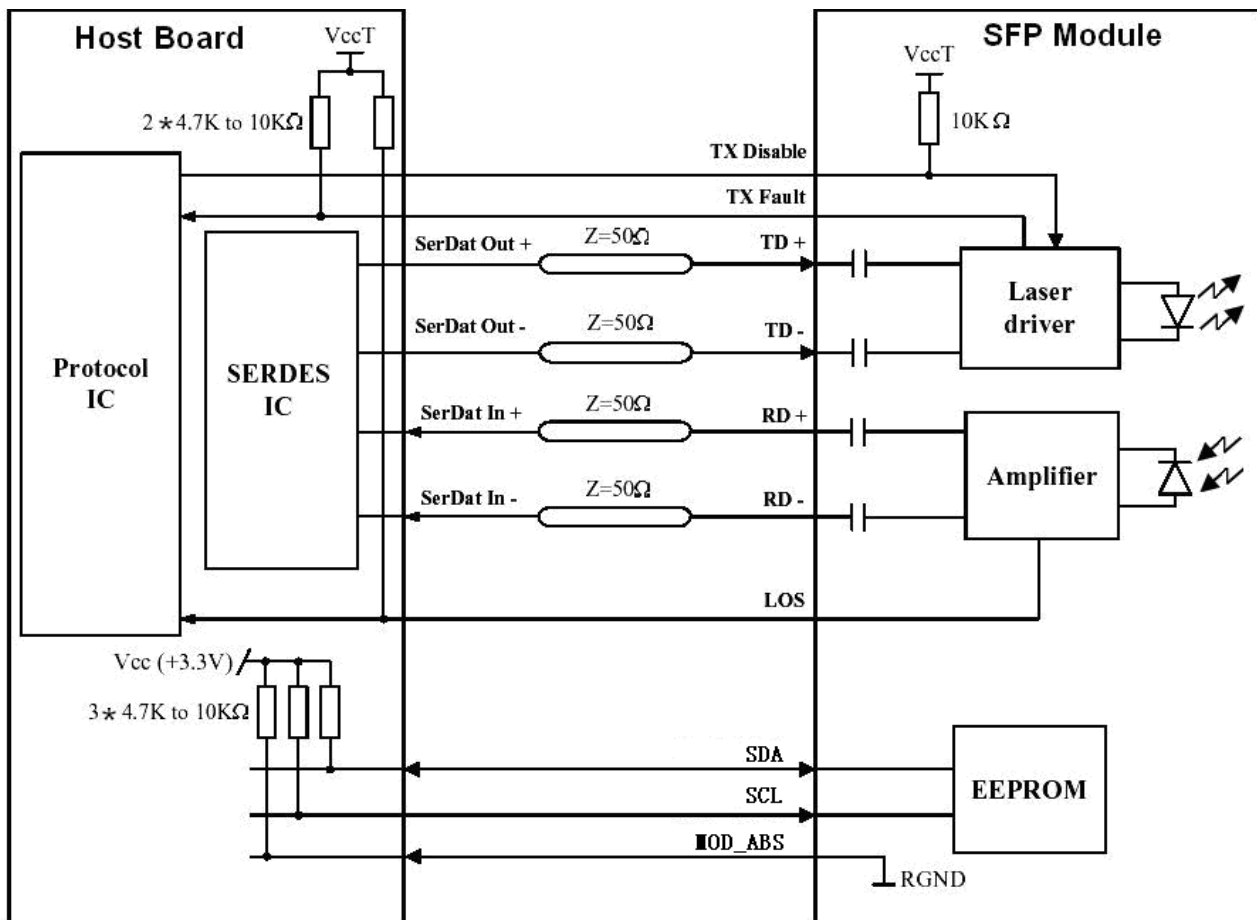 Host Board
SFP Module
VccT
VccT
2*4.7K to 10KΩ
10KΩ
TX Disable
TX Fault
SerDat Out +
Z=50Ω
TD +
Laser
driver
SerDat Out -
Z=50Ω
TD -
Protocol
IC
SERDES
IC
SerDat In +
Z=50Ω
RD +
Amplifier
SerDat In -
Z=50Ω
RD -
LOS
Vcc (+3.3V)
3*4.7K to 10KΩ
SDA
EEPROM
SCL
MOD_ABS
RGND